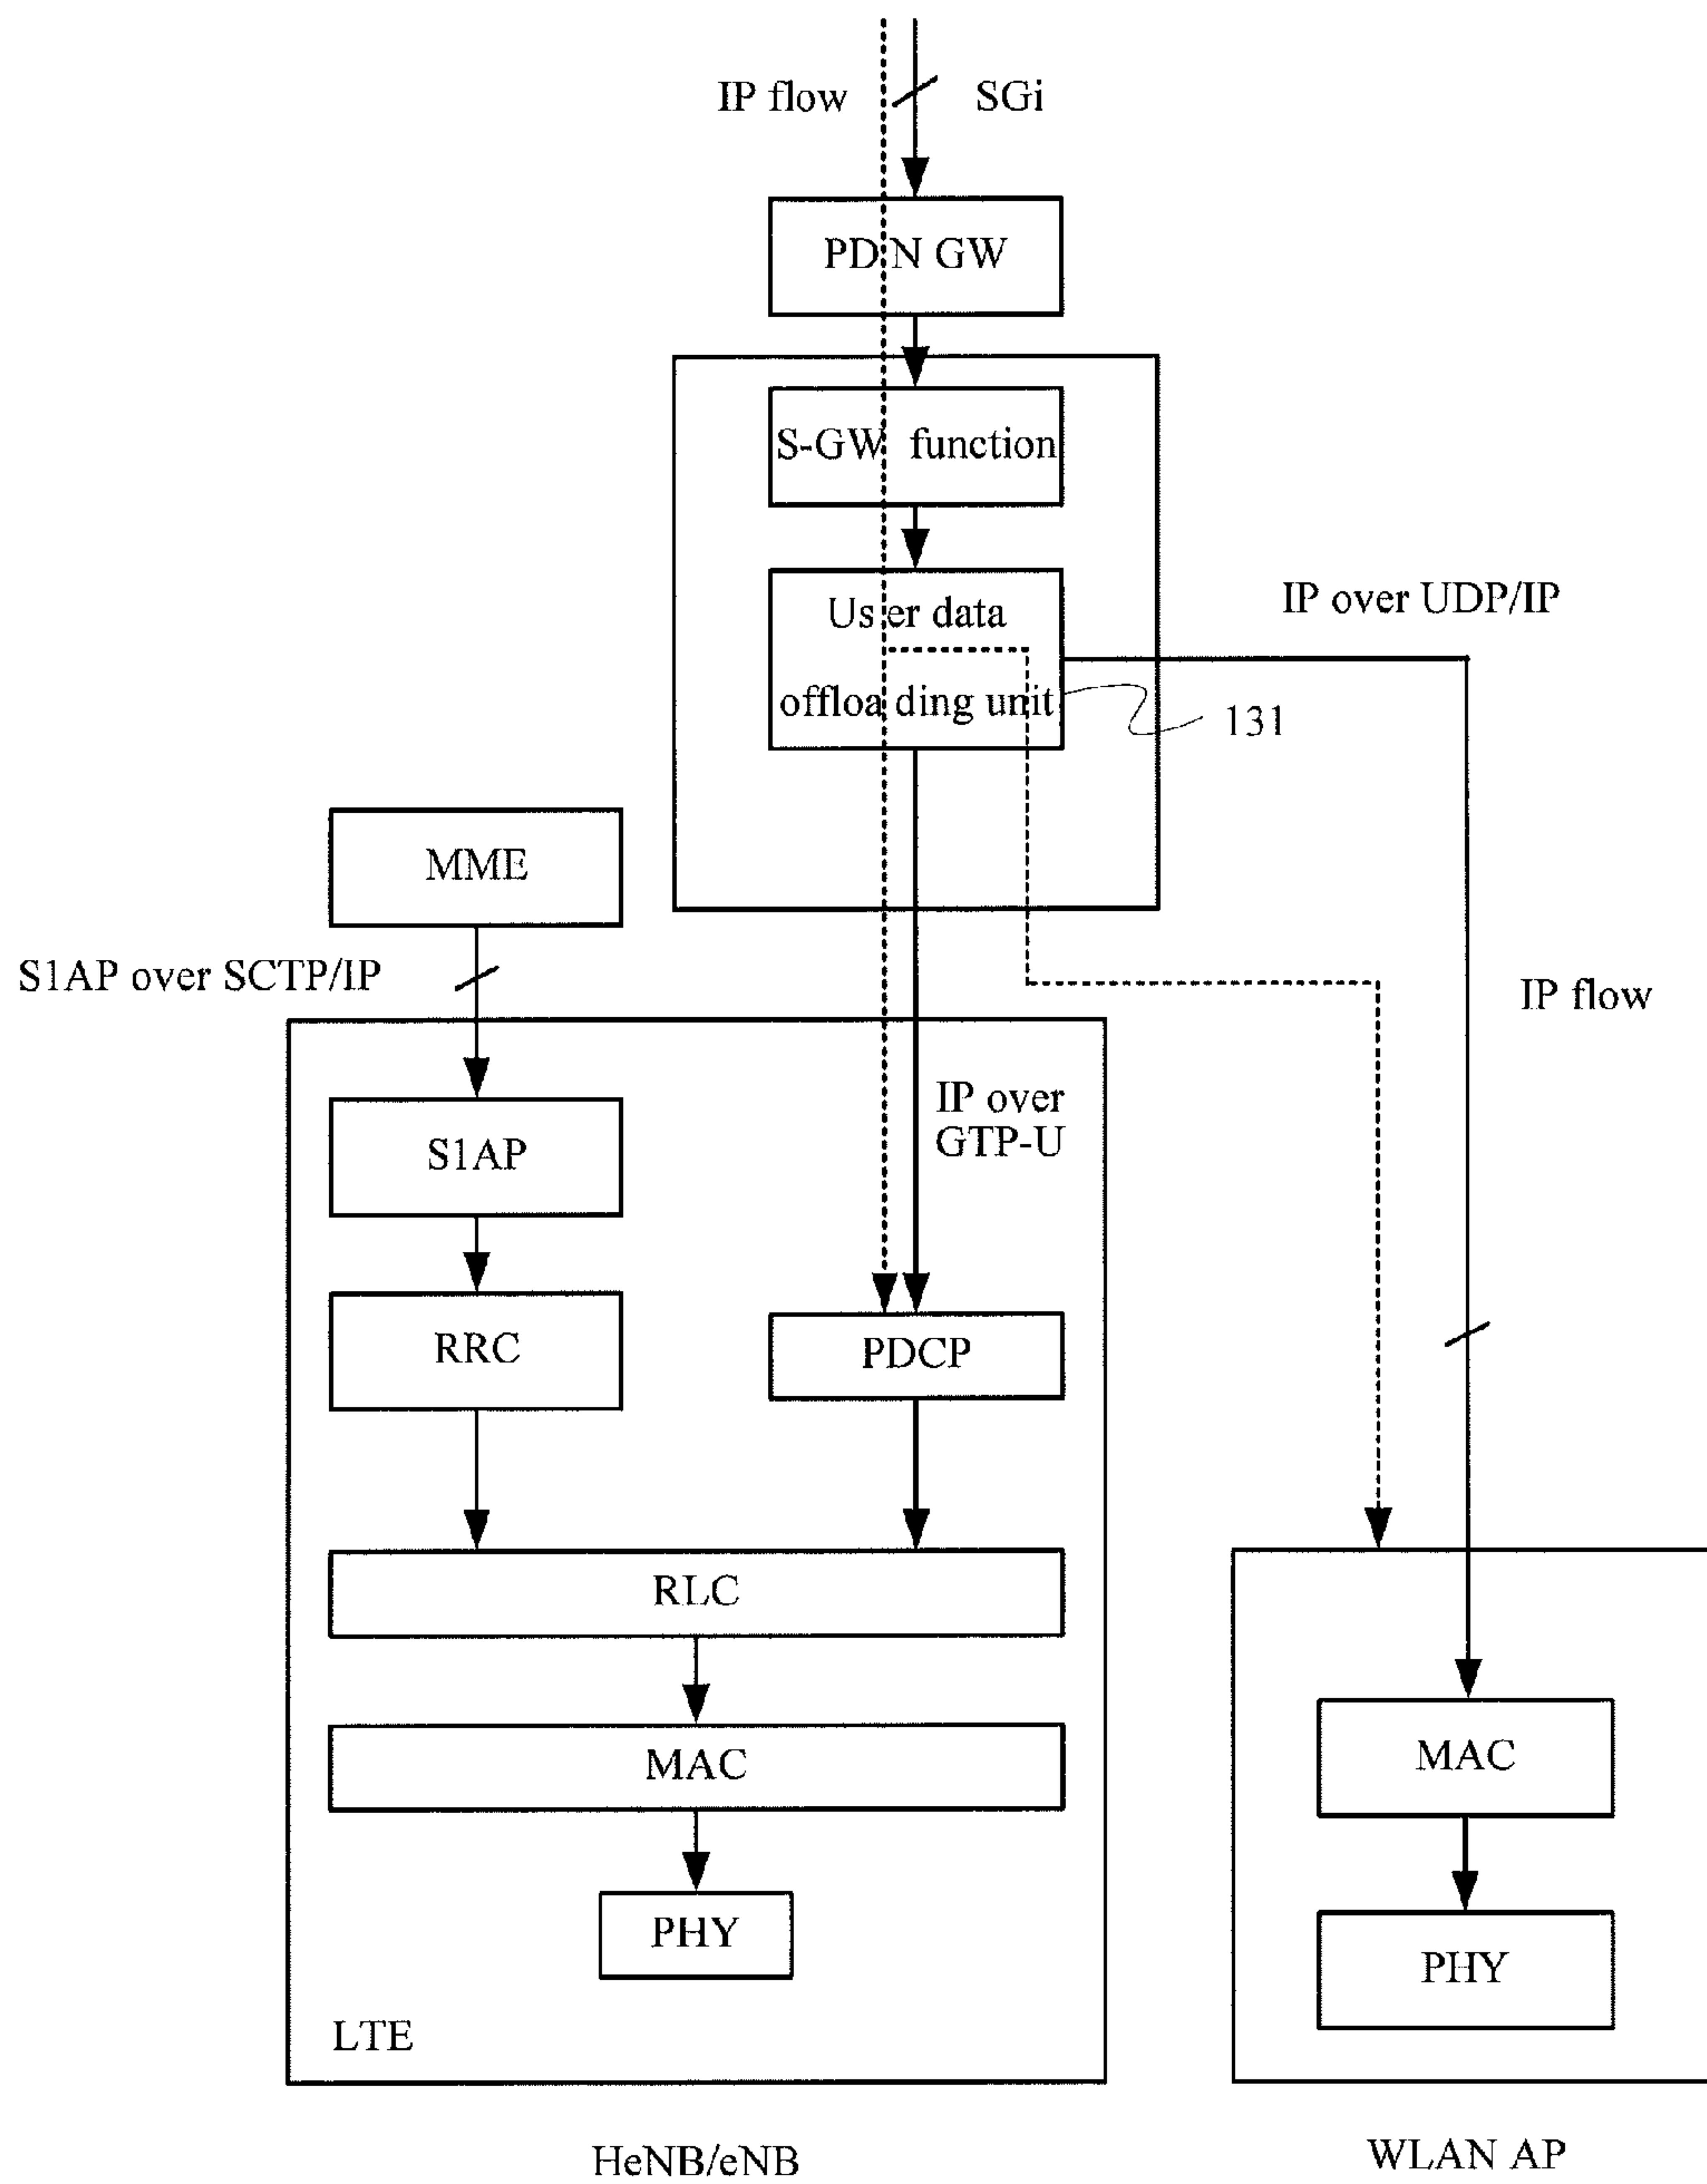 IP flow
SGi
PDN GW
S-GW function
User data
offloading unit
IP over UDP/IP
131
MME
S1AP over SCTP/IP
IP flow
IP over
GTP-U
S1AP
RRC
PDCP
RLC
MAC
MAC
PHY
PHY
LTE
HeNB/eNB
WLAN AP